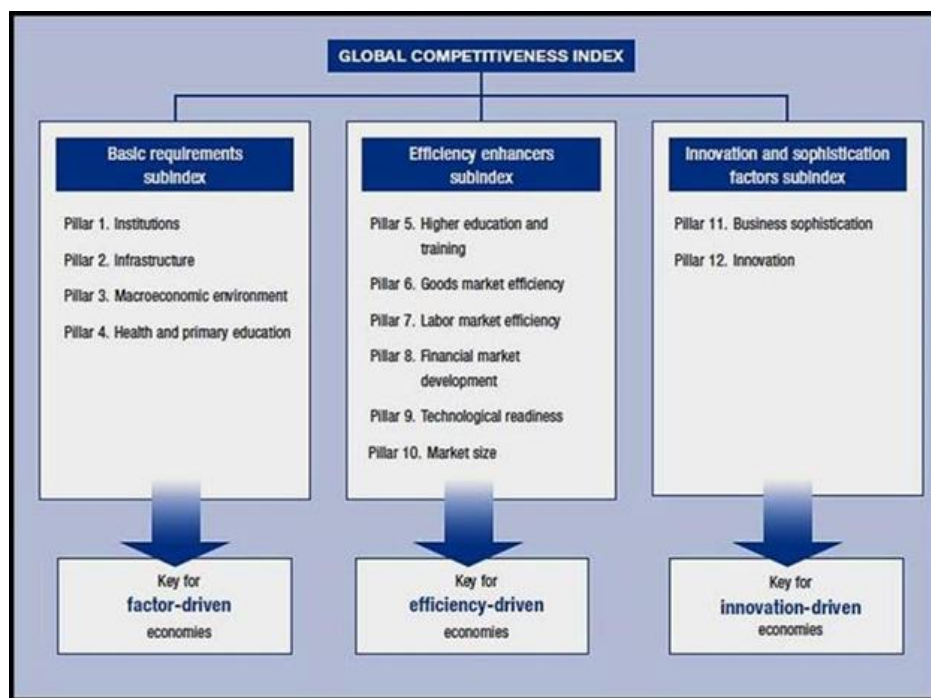 GLOBAL COMPETITIVENESS INDEX
Basic requirements
subindex
Pillar 1. Institutions
Pillar 2. Infrastructure
Pillar 3. Macroeconomic environment
Pillar 4. Health and primary education
Key for
factor-driven
economies
Efficiency enhancers
subindex
Pillar 5. Higher education and
training
Pillar 6. Goods market efficiency
Pillar 7. Labor market efficiency
Pillar 8. Financial market
development
Pillar 9. Technological readiness
Pillar 10. Market size
Key for
efficiency-driven
economies
Innovation and sophistication
factors subindex
Pillar 11. Business sophistication
Pillar 12. Innovation
Key for
innovation-driven
economies